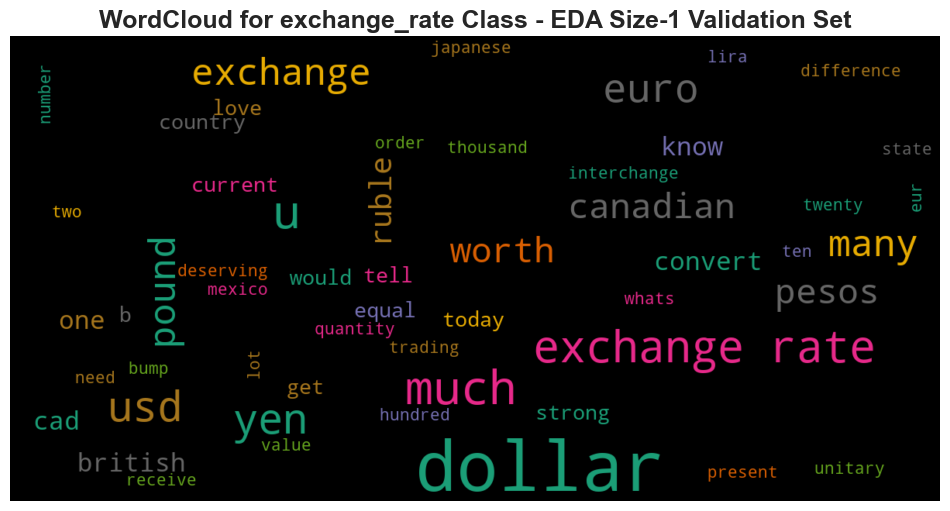 WordCloud for exchange_rate Class - EDA Size-1 Validation Set
japanese
lira
exchange
difference
number
euro
love
country
order
thousand
know
state
interchange
current
ruble
eur
two
u
canadian
twenty
many
worth
ten
pound
deserving
would
tell
convert
mexico
pesos
whats
equal
one
b
today
quantity
exchange rate
trading
lot
bump
need
get
much
usd
yen
hundred
strong
cad
value
dollar
british
receive
present
unitary